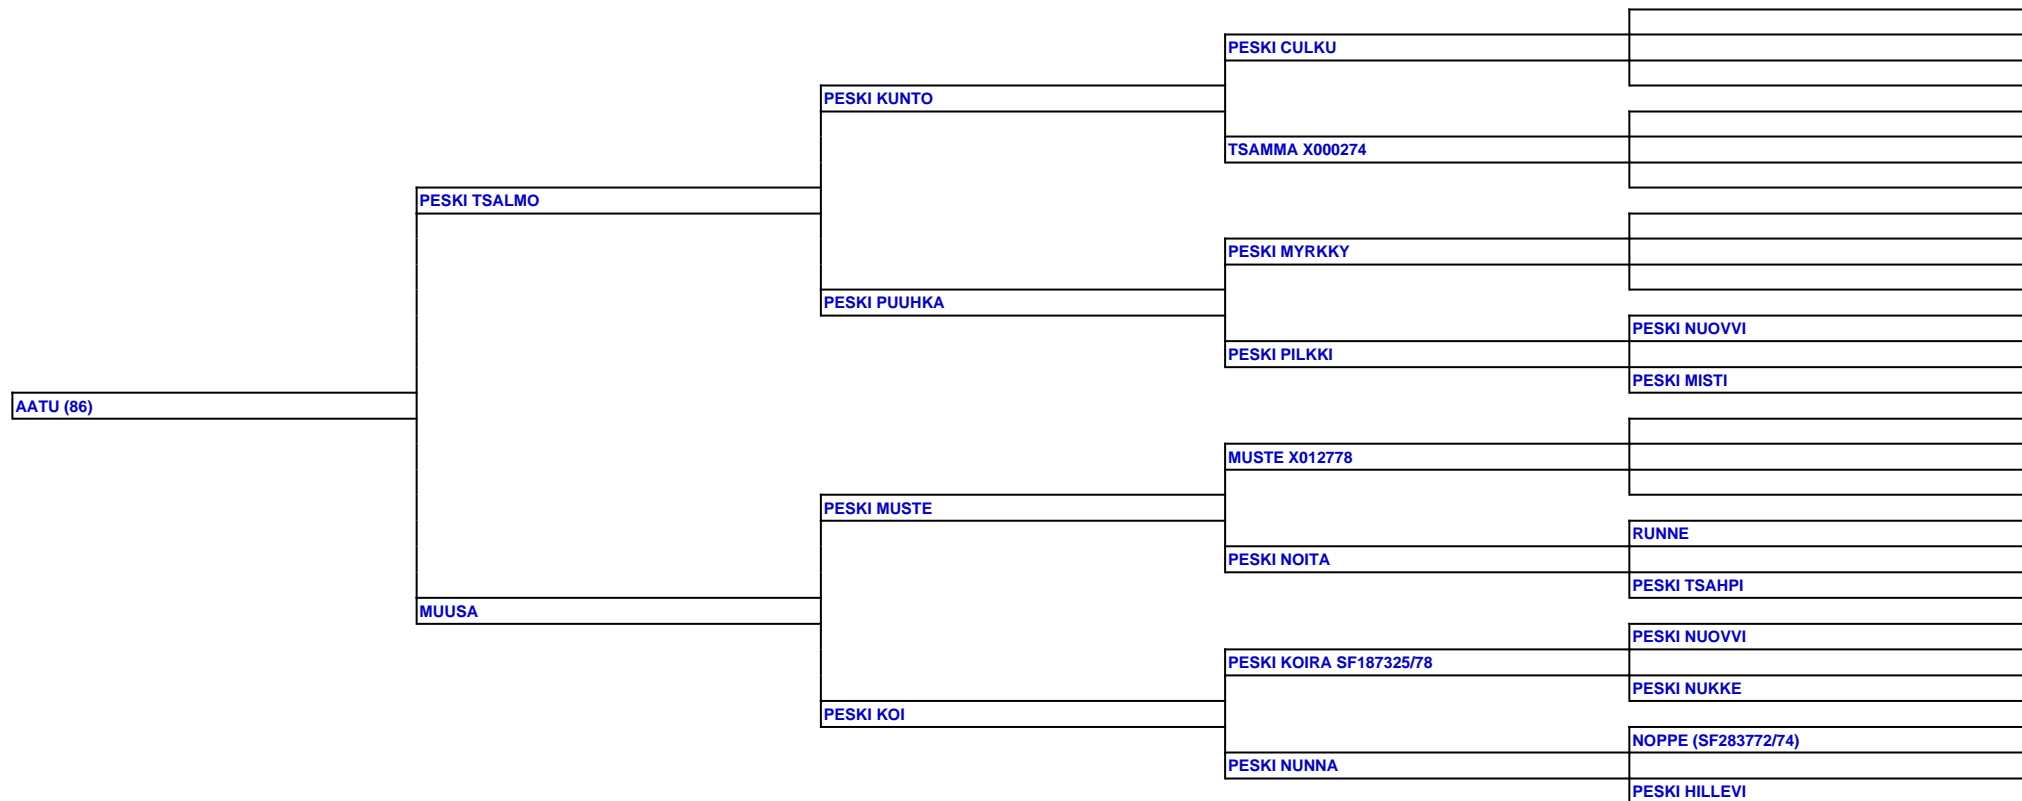 PESKI CULKU
PESKI KUNTO
TSAMMA X000274
PESKI TSALMO
PESKI MYRKKY
PESKI PUUHKA
PESKI NUOVVI
PESKI PILKKI
PESKI MISTI
AATU (86)
MUSTE X012778
PESKI MUSTE
RUNNE
PESKI NOITA
PESKI TSAHPI
MUUSA
PESKI NUOVVI
PESKI KOIRA SF187325/78
PESKI NUKKE
PESKI KOI
NOPPE (SF283772/74)
PESKI NUNNA
PESKI HILLEVI